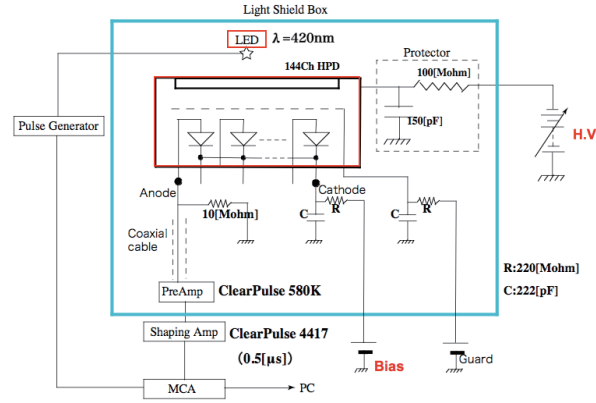 Light Shield Box
LED λ=420nm
Protector
144Ch HPD
100[Mohm]
150[pF]
Pulse Generator
H.V
Anode
Cathode
10[Mohm]
C
R
C
R
Coaxial
cable
R:220[Mohm]
C:222[pF]
PreAmp
ClearPulse 580K
Shaping Amp
ClearPulse 4417
(0.5[μs])
Bias
Guard
MCA
PC